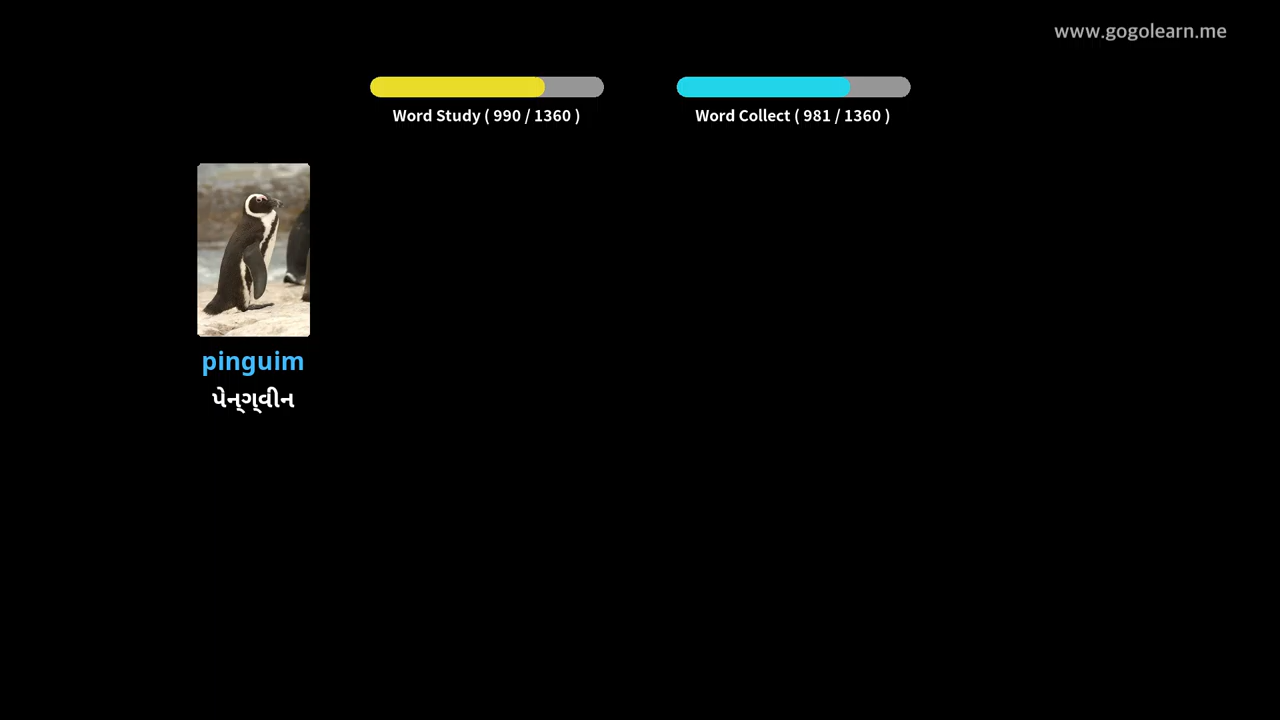 www.gogolearn.me
Word Study ( 990 / 1360 )
Word Collect ( 981 / 1360 )
pinguim
પેન્ગ્વીન